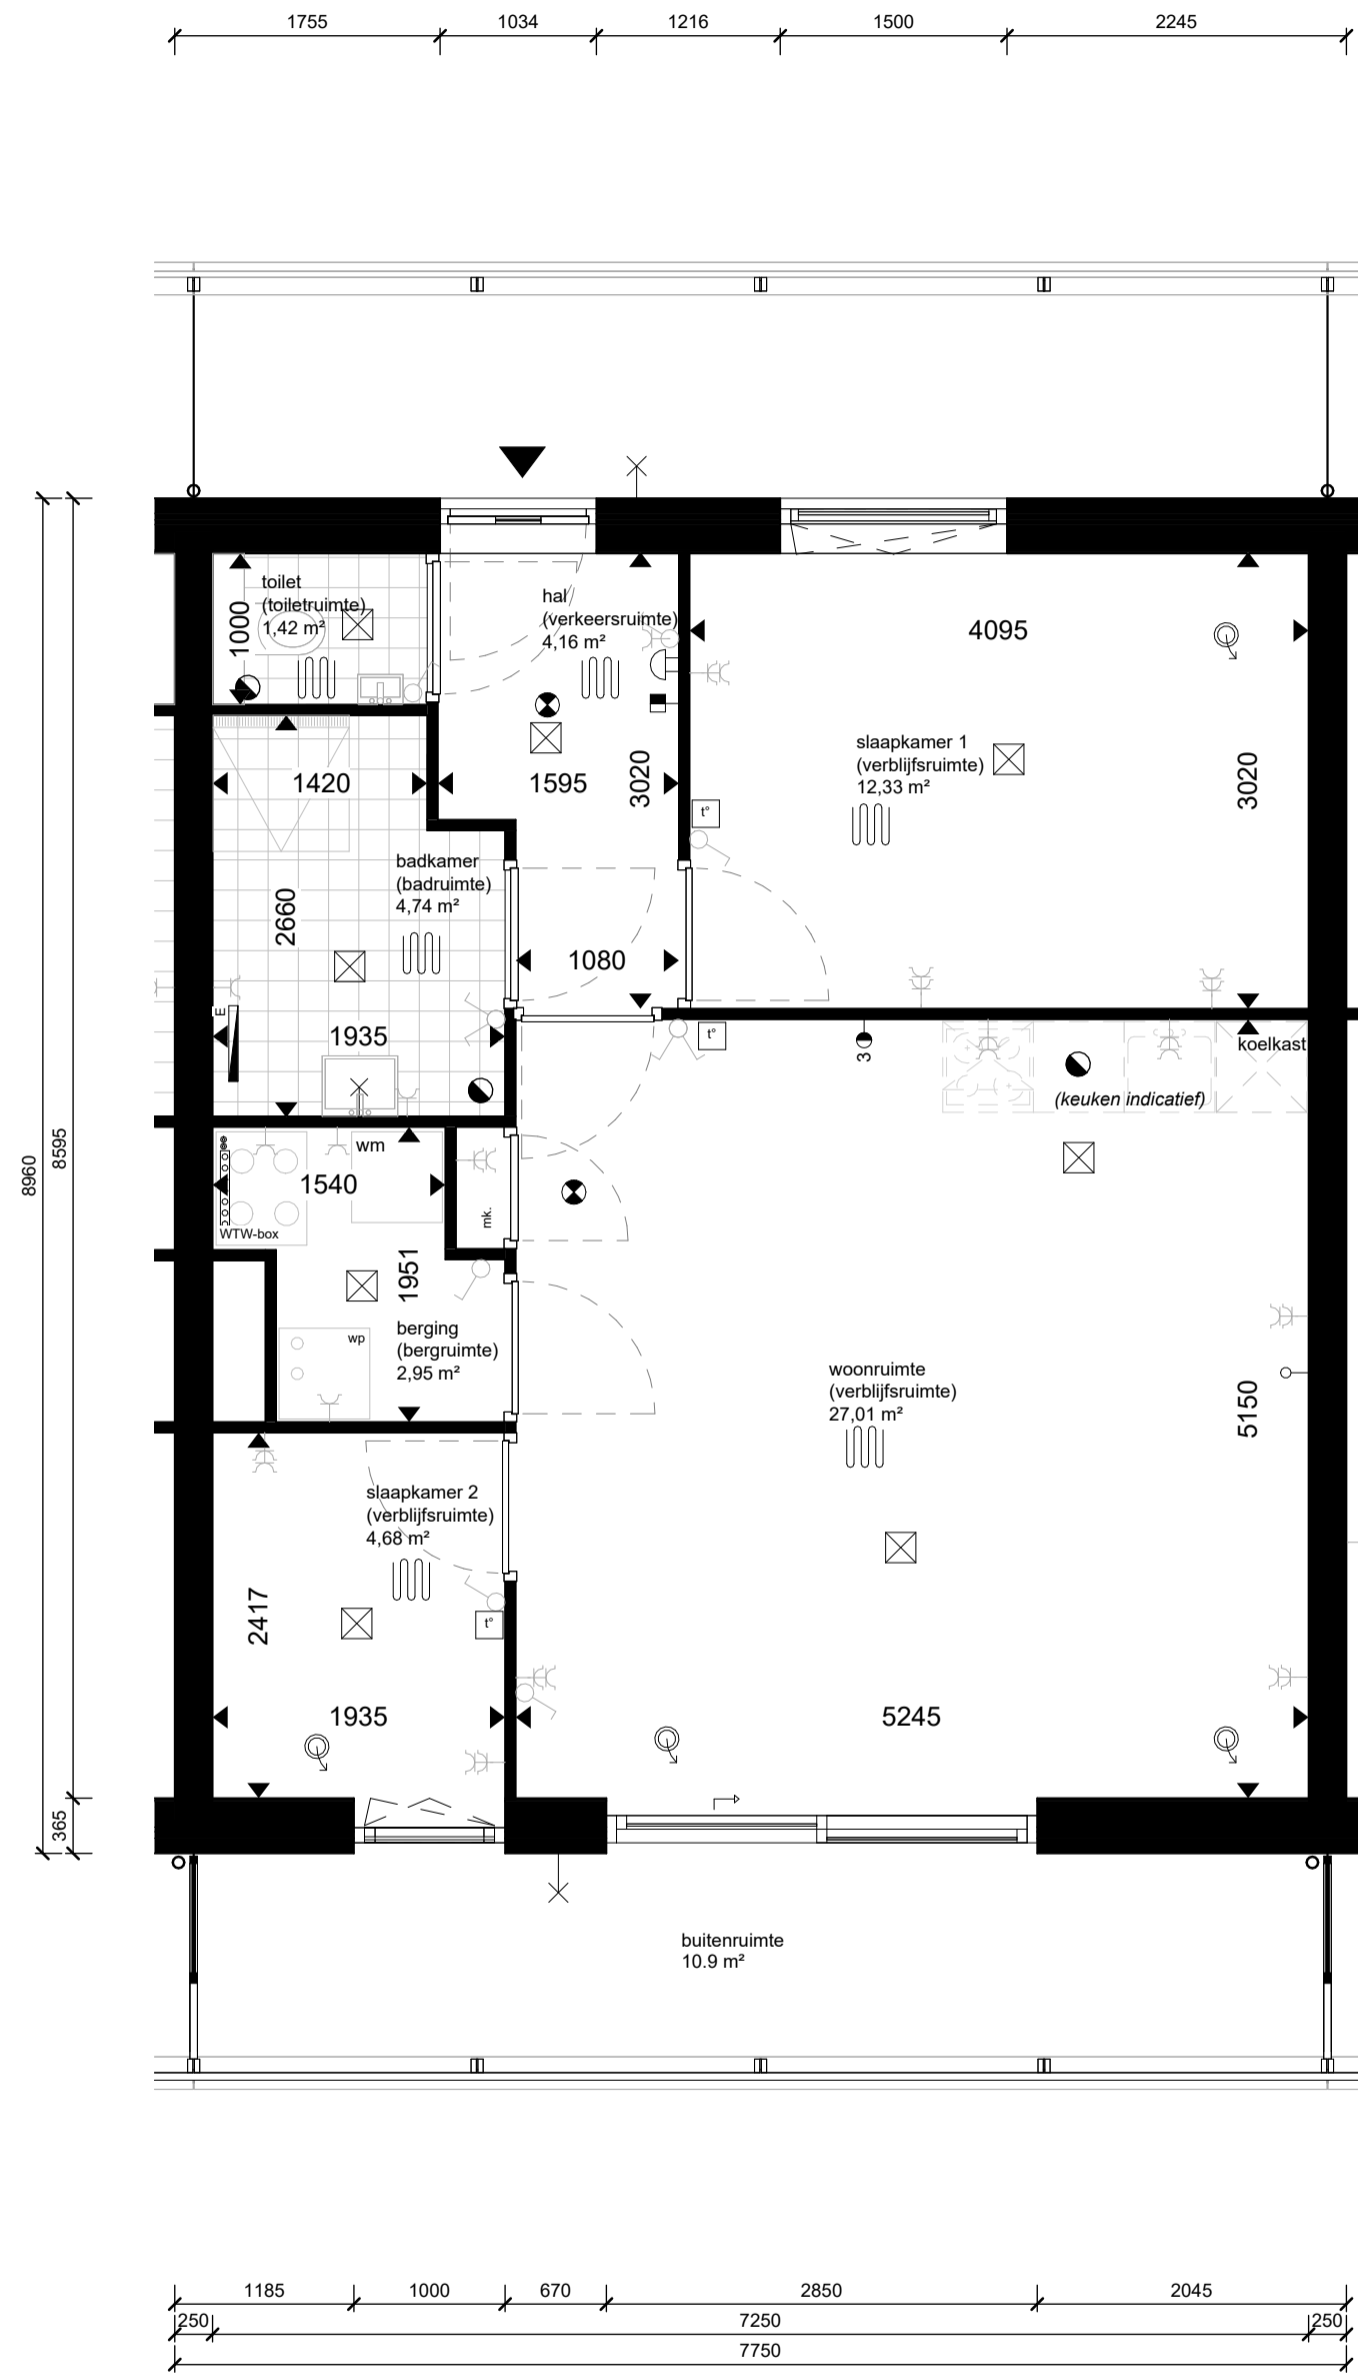 1755 1034 1216 1500 2245
toilet
(toiletruimte)
1,42 m²
1000
hal
(verkeersruimte)
4,16 m²
4095
slaapkamer 1
(verblijfsruimte)
12,33 m²
3020
3020
1420
1595
t°
badkamer
(badruimte)
4,74 m²
2660
1080
E
1935
t°
3
koelkast
(keuken indicatief)
8960
8595
wm
1540
WTW-box
mk.
1951
wp
berging
(bergruimte)
2,95 m²
woonruimte
(verblijfsruimte)
27,01 m²
5150
slaapkamer 2
(verblijfsruimte)
4,68 m²
2417
t°
1935
5245
365
buitenruimte
10.9 m²
1185 1000 670 2850 2045
250 7250 250
7750